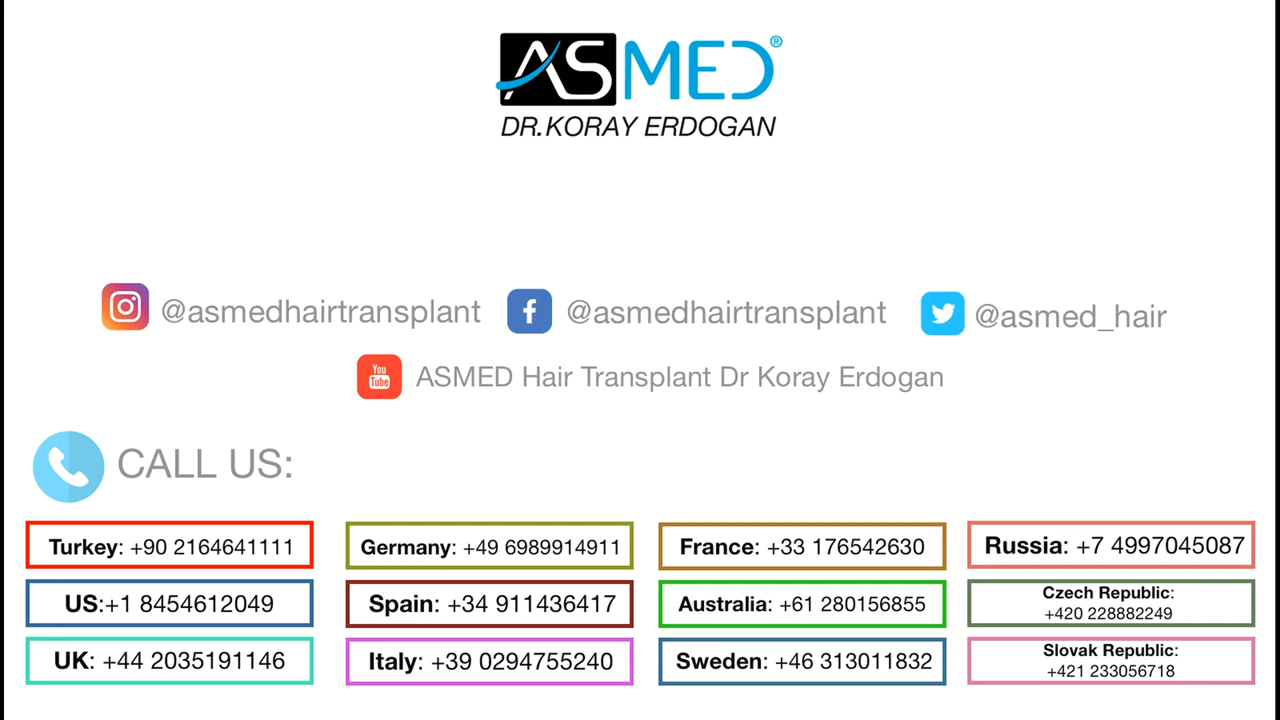 ASMED®
DR.KORAY ERDOGAN
@asmedhairtransplant @asmedhairtransplant @asmed_hair
You Tube ASMED Hair Transplant Dr Koray Erdogan
CALL US:
Turkey: +90 2164641111 Germany: +49 6989914911 France: +33 176542630 Russia: +7 4997045087
US:+1 8454612049 Spain: +34 911436417 Australia: +61 280156855 Czech Republic: +420 228882249
UK: +44 2035191146 Italy: +39 0294755240 Sweden: +46 313011832 Slovak Republic: +421 233056718